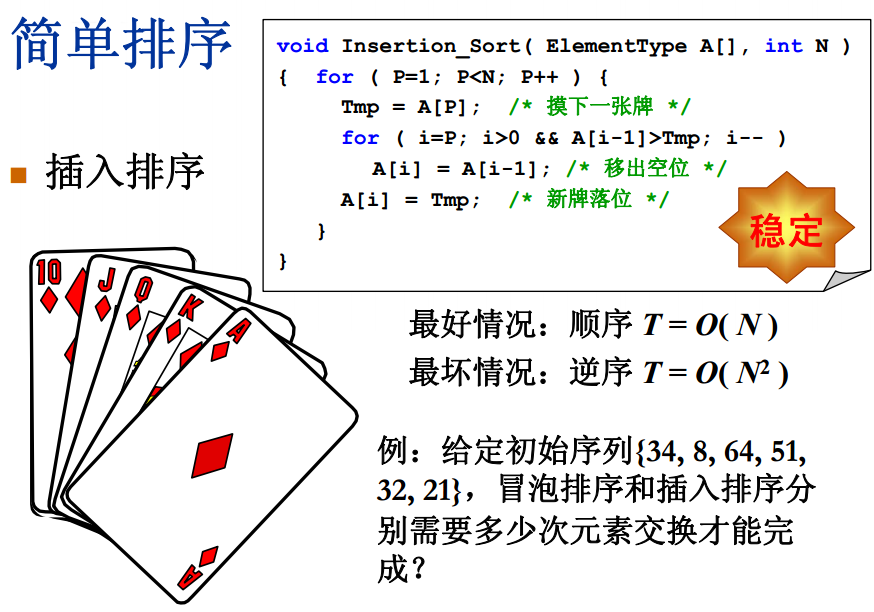 简单排序
void Insertion_Sort( ElementType A[], int N )
{ for ( P=1; P<N; P++ ) {
Tmp = A[P]; /* 摸下一张牌 */
for ( i=P; i>0 && A[i-1]>Tmp; i-- )
A[i] = A[i-1]; /* 移出空位 */
A[i] = Tmp; /* 新牌落位 */
}
}
稳定
■ 插入排序
10
J
Q
K
A
A
最好情况：顺序 T = O( N )
最坏情况：逆序 T = O( N² )
例：给定初始序列{34, 8, 64, 51,
32, 21}，冒泡排序和插入排序分
别需要多少次元素交换才能完
成？